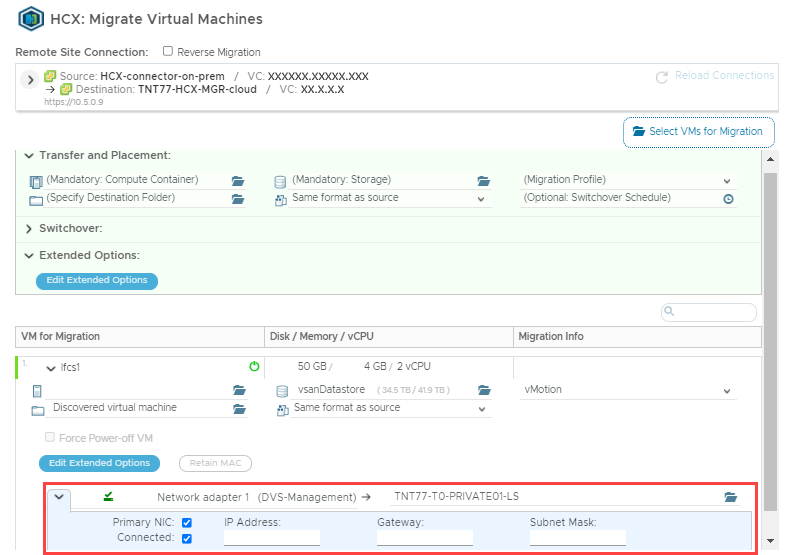 HCX: Migrate Virtual Machines
Remote Site Connection: Reverse Migration
Source: HCX-connector-on-prem / VC: XXXXXX.XXXXX.XXX
→ Destination: TNT77-HCX-MGR-cloud / VC: XX.X.X.X
https://10.5.0.9
Reload Connections
Select VMs for Migration
Transfer and Placement:
(Mandatory: Compute Container) (Mandatory: Storage) (Migration Profile)
(Specify Destination Folder) Same format as source (Optional: Switchover Schedule)
Switchover:
Extended Options:
Edit Extended Options
VM for Migration Disk / Memory / vCPU Migration Info
1. lfcs1 50 GB / 4 GB / 2 vCPU
vsanDatastore ( 34.5 TB / 41.9 TB ) vMotion
Discovered virtual machine Same format as source
Force Power-off VM
Edit Extended Options Retain MAC
Network adapter 1 (DVS-Management) → TNT77-T0-PRIVATE01-LS
Primary NIC: IP Address: Gateway: Subnet Mask:
Connected: